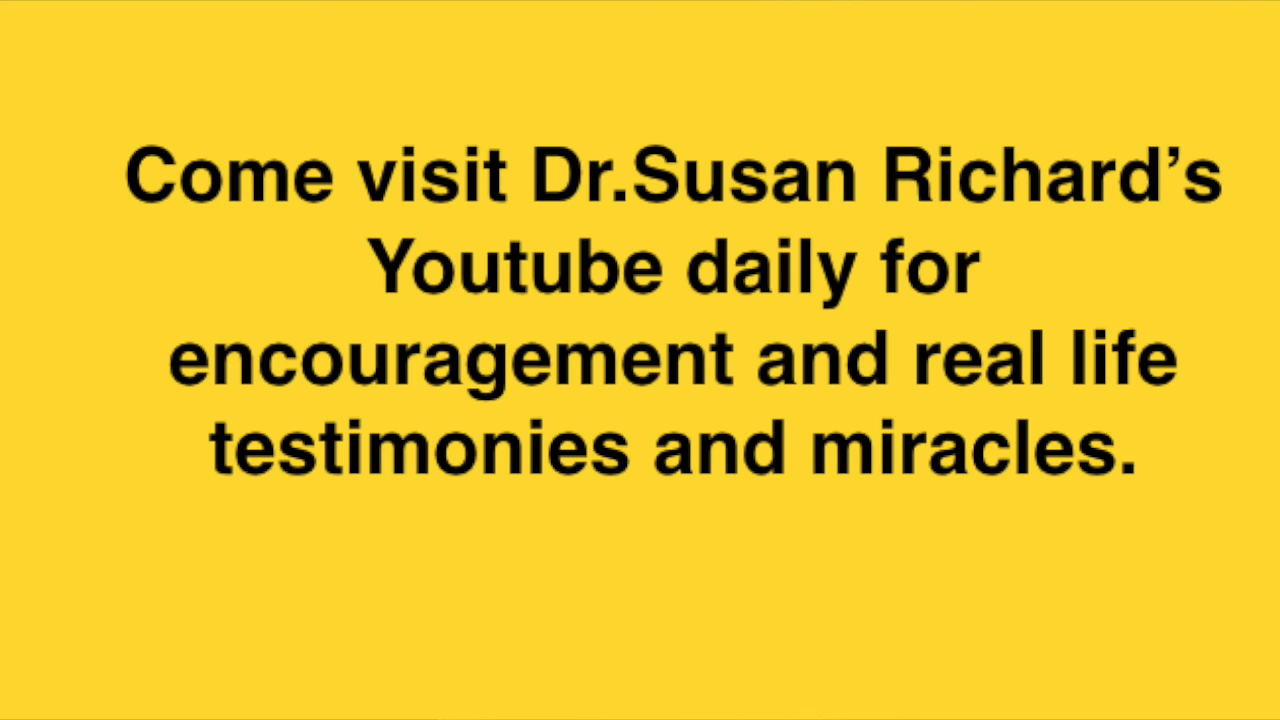 Come visit Dr.Susan Richard’s
Youtube daily for
encouragement and real life
testimonies and miracles.